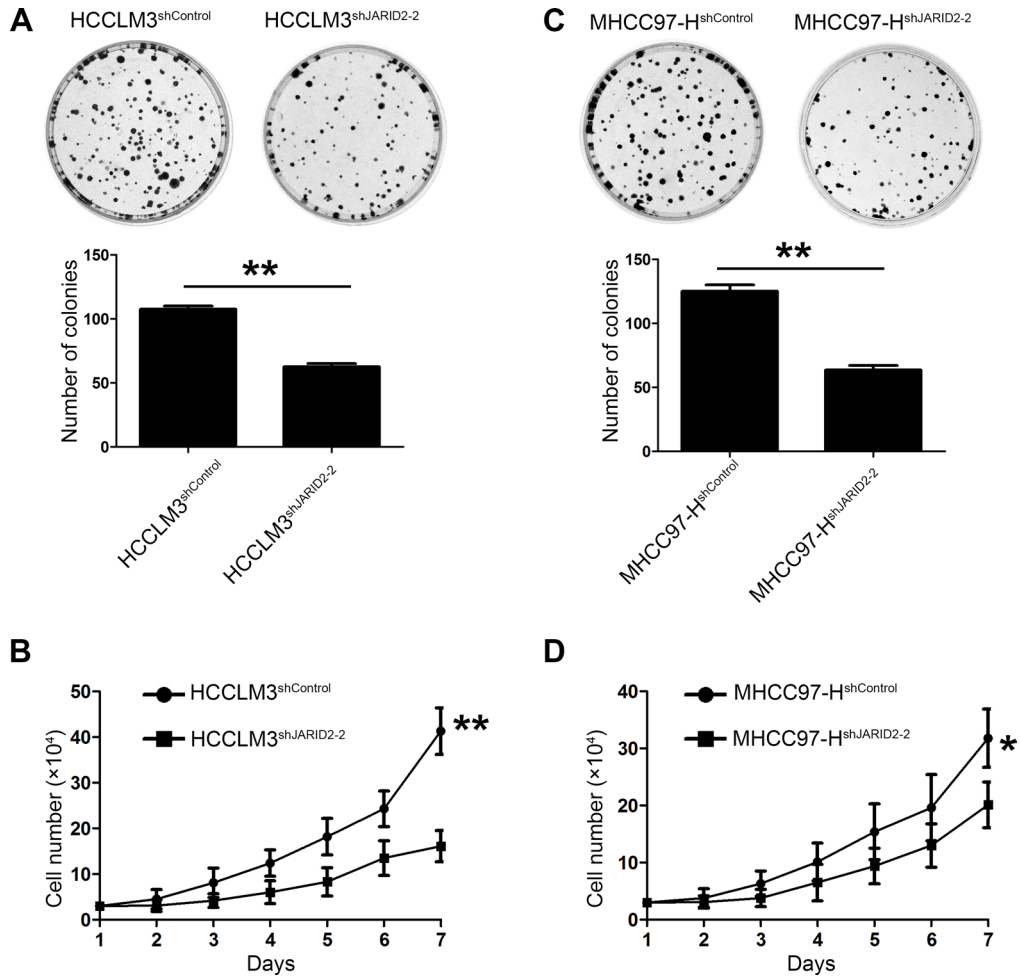 A
HCCLM3shControl
HCCLM3shJARID2-2
150
100
50
0
Number of colonies
**
HCCLM3shControl
HCCLM3shJARID2-2
C
MHCC97-HshControl
MHCC97-HshJARID2-2
150
100
50
0
Number of colonies
**
MHCC97-HshControl
MHCC97-HshJARID2-2
B
HCCLM3shControl
HCCLM3shJARID2-2
50
40
30
20
10
0
Cell number (×10⁴)
**
1 2 3 4 5 6 7
Days
D
MHCC97-HshControl
MHCC97-HshJARID2-2
40
30
20
10
0
Cell number (×10⁴)
*
1 2 3 4 5 6 7
Days